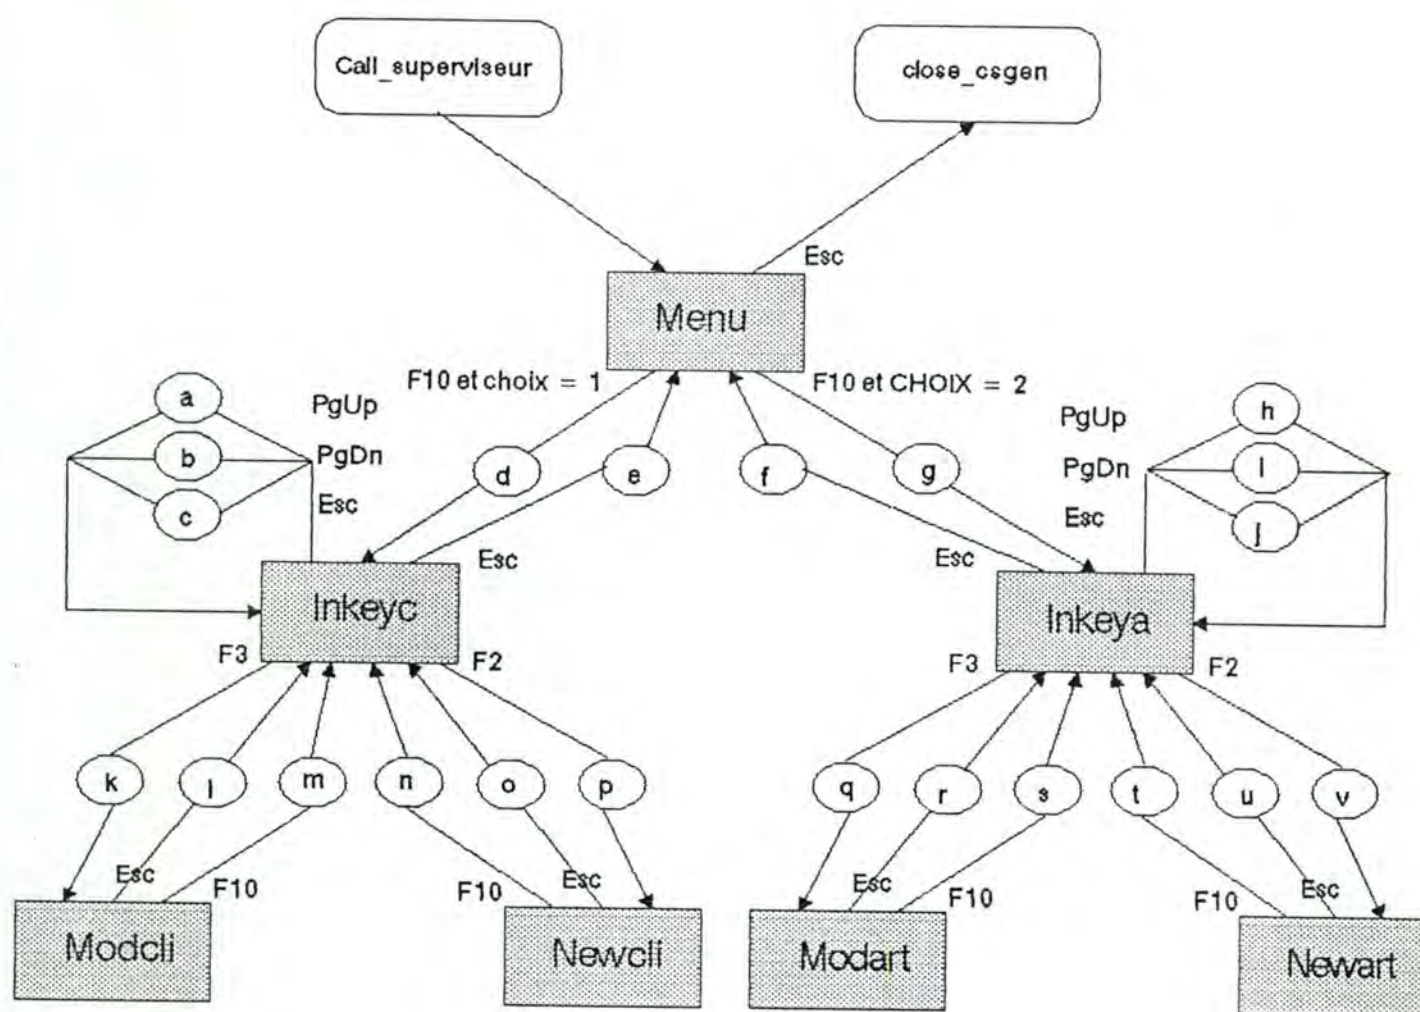 Call_superviseur
close_csgen
Esc
Menu
F10 et choix = 1
F10 et CHOIX = 2
a
PgUp
b
PgDn
c
Esc
d
e
f
g
PgUp
h
PgDn
i
Esc
j
Esc
Esc
Inkeyc
Inkeya
F3
F2
F3
F2
k
l
m
n
o
p
q
r
s
t
u
v
Esc
F10
F10
Esc
Esc
F10
F10
Esc
Modcli
Newcli
Modart
Newart